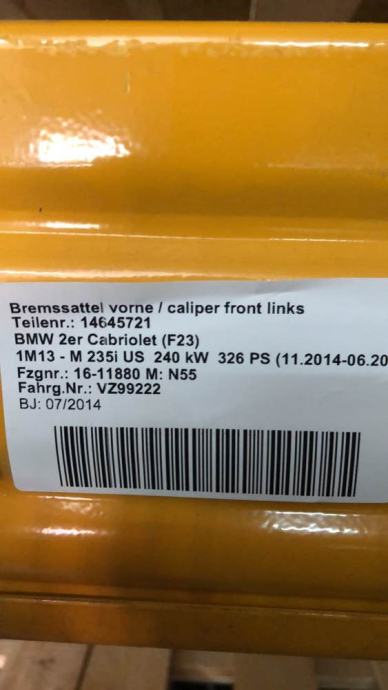 Bremssattel vorne / caliper front links
Teilenr.: 14645721
BMW 2er Cabriolet (F23)
1M13 - M 235i US 240 kW 326 PS (11.2014-06.20
Fzgnr.: 16-11880 M: N55
Fahrg.Nr.: VZ99222
BJ: 07/2014